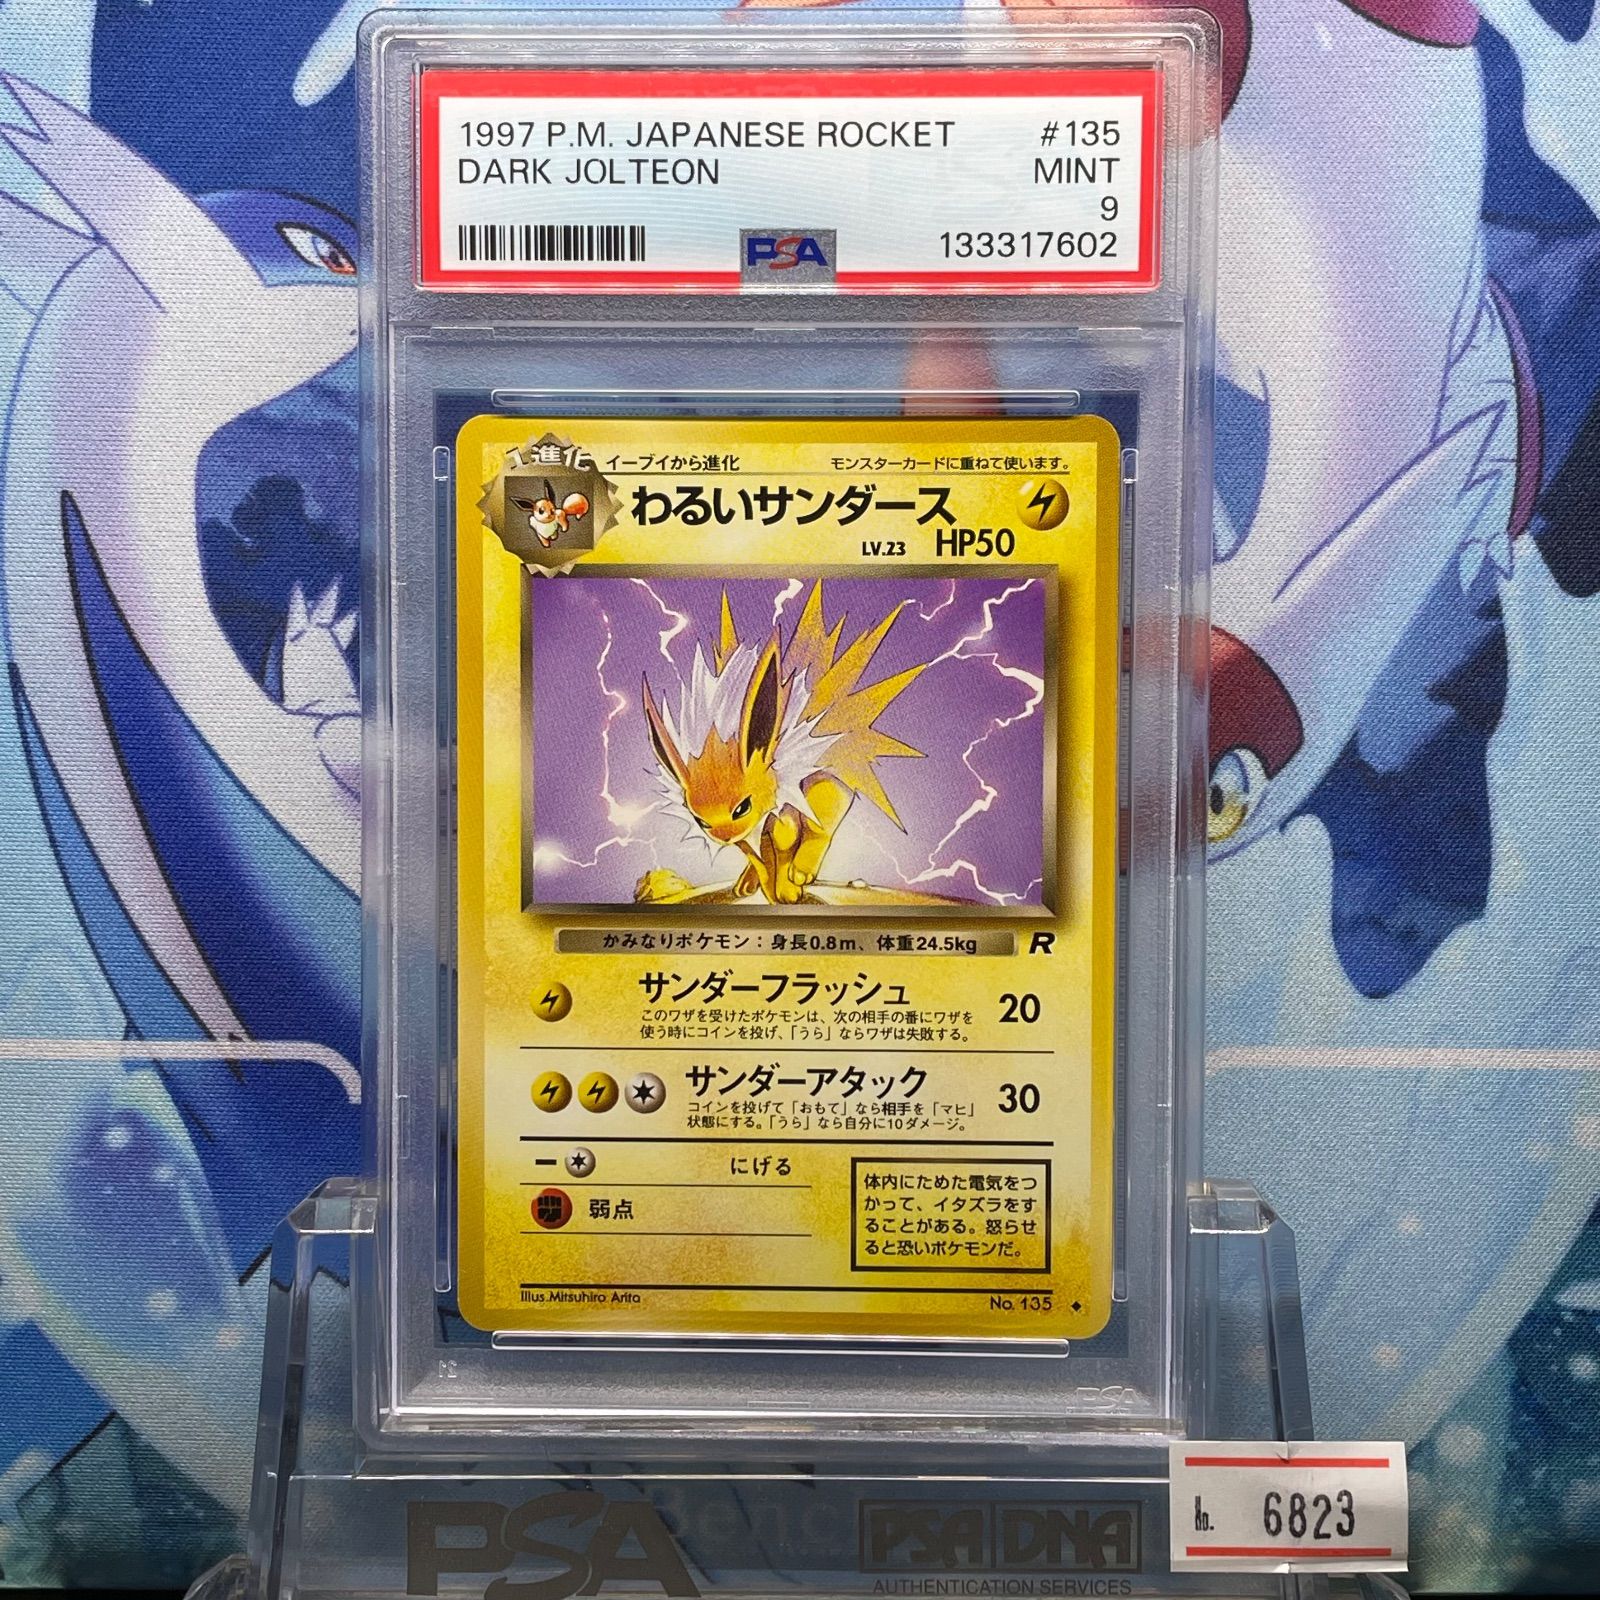 1997 P.M. JAPANESE ROCKET #135
DARK JOLTEON MINT
9
PSA 133317602
1進化 イーブイから進化 モンスターカードに重ねて使います。
わるいサンダース
LV.23 HP50
かみなりポケモン：身長0.8m、体重24.5kg R
サンダーフラッシュ 20
このワザを受けたポケモンは、次の相手の番にワザを
使う時にコインを投げ、「うら」ならワザは失敗する。
サンダーアタック 30
コインを投げて「おもて」なら相手を「マヒ」
状態にする。「うら」なら自分に10ダメージ。
ー にげる
弱点
体内にためた電気をつ
かって、イタズラをす
ることがある。怒らせ
ると恐いポケモンだ。
Illus. Mitsuhiro Arita No. 135
PSA
No. 6823
PSA PSA DNA
AUTHENTICATION SERVICES